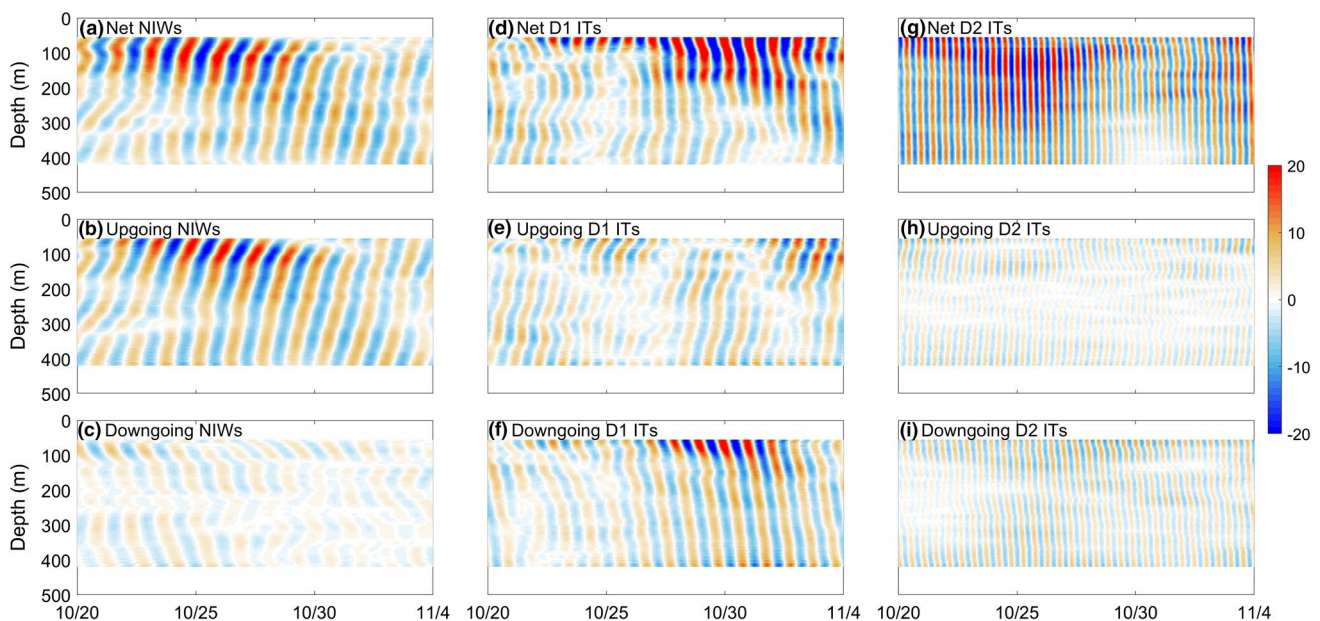 (a) Net NIWs
(d) Net D1 ITs
(g) Net D2 ITs
0
100
200
300
400
500
Depth (m)
(b) Upgoing NIWs
(e) Upgoing D1 ITs
(h) Upgoing D2 ITs
0
100
200
300
400
500
Depth (m)
(c) Downgoing NIWs
(f) Downgoing D1 ITs
(i) Downgoing D2 ITs
0
100
200
300
400
500
Depth (m)
10/20 10/25 10/30 11/4
10/20 10/25 10/30 11/4
10/20 10/25 10/30 11/4
20
10
0
-10
-20